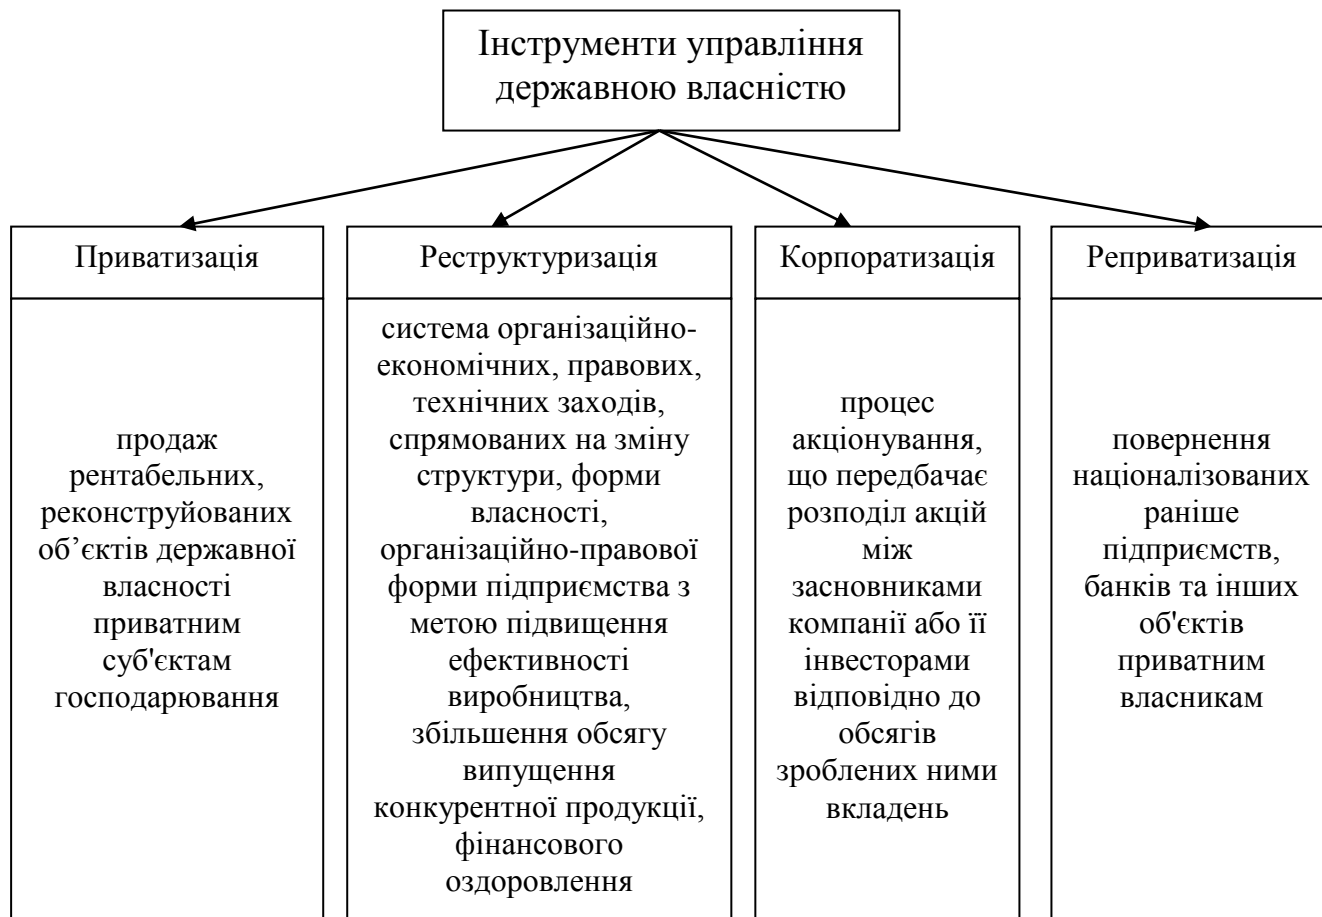 Інструменти управління
державною власністю
Приватизація
продаж
рентабельних,
реконструйованих
об’єктів державної
власності
приватним
суб'єктам
господарювання
Реструктуризація
система організаційно-
економічних, правових,
технічних заходів,
спрямованих на зміну
структури, форми
власності,
організаційно-правової
форми підприємства з
метою підвищення
ефективності
виробництва,
збільшення обсягу
випущення
конкурентної продукції,
фінансового
оздоровлення
Корпоратизація
процес
акціонування,
що передбачає
розподіл акцій
між
засновниками
компанії або її
інвесторами
відповідно до
обсягів
зроблених ними
вкладень
Реприватизація
повернення
націоналізованих
раніше
підприємств,
банків та інших
об'єктів
приватним
власникам